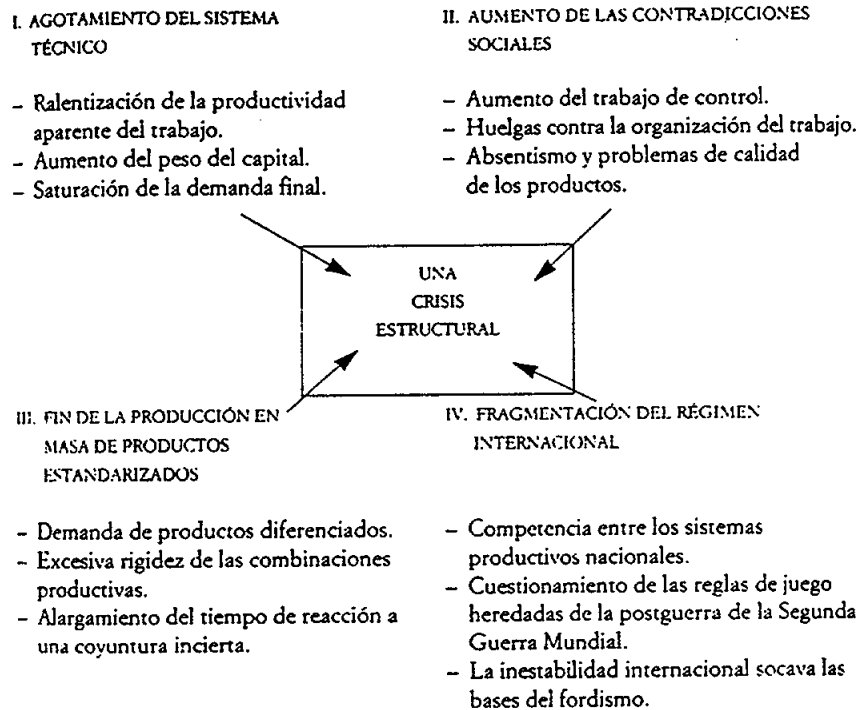 I. AGOTAMIENTO DEL SISTEMA
TÉCNICO
– Ralentización de la productividad
aparente del trabajo.
– Aumento del peso del capital.
– Saturación de la demanda final.
II. AUMENTO DE LAS CONTRADICCIONES
SOCIALES
– Aumento del trabajo de control.
– Huelgas contra la organización del trabajo.
– Absentismo y problemas de calidad
de los productos.
UNA
CRISIS
ESTRUCTURAL
III. FIN DE LA PRODUCCIÓN EN
MASA DE PRODUCTOS
ESTANDARIZADOS
– Demanda de productos diferenciados.
– Excesiva rigidez de las combinaciones
productivas.
– Alargamiento del tiempo de reacción a
una coyuntura incierta.
IV. FRAGMENTACIÓN DEL RÉGIMEN
INTERNACIONAL
– Competencia entre los sistemas
productivos nacionales.
– Cuestionamiento de las reglas de juego
heredadas de la postguerra de la Segunda
Guerra Mundial.
– La inestabilidad internacional socava las
bases del fordismo.